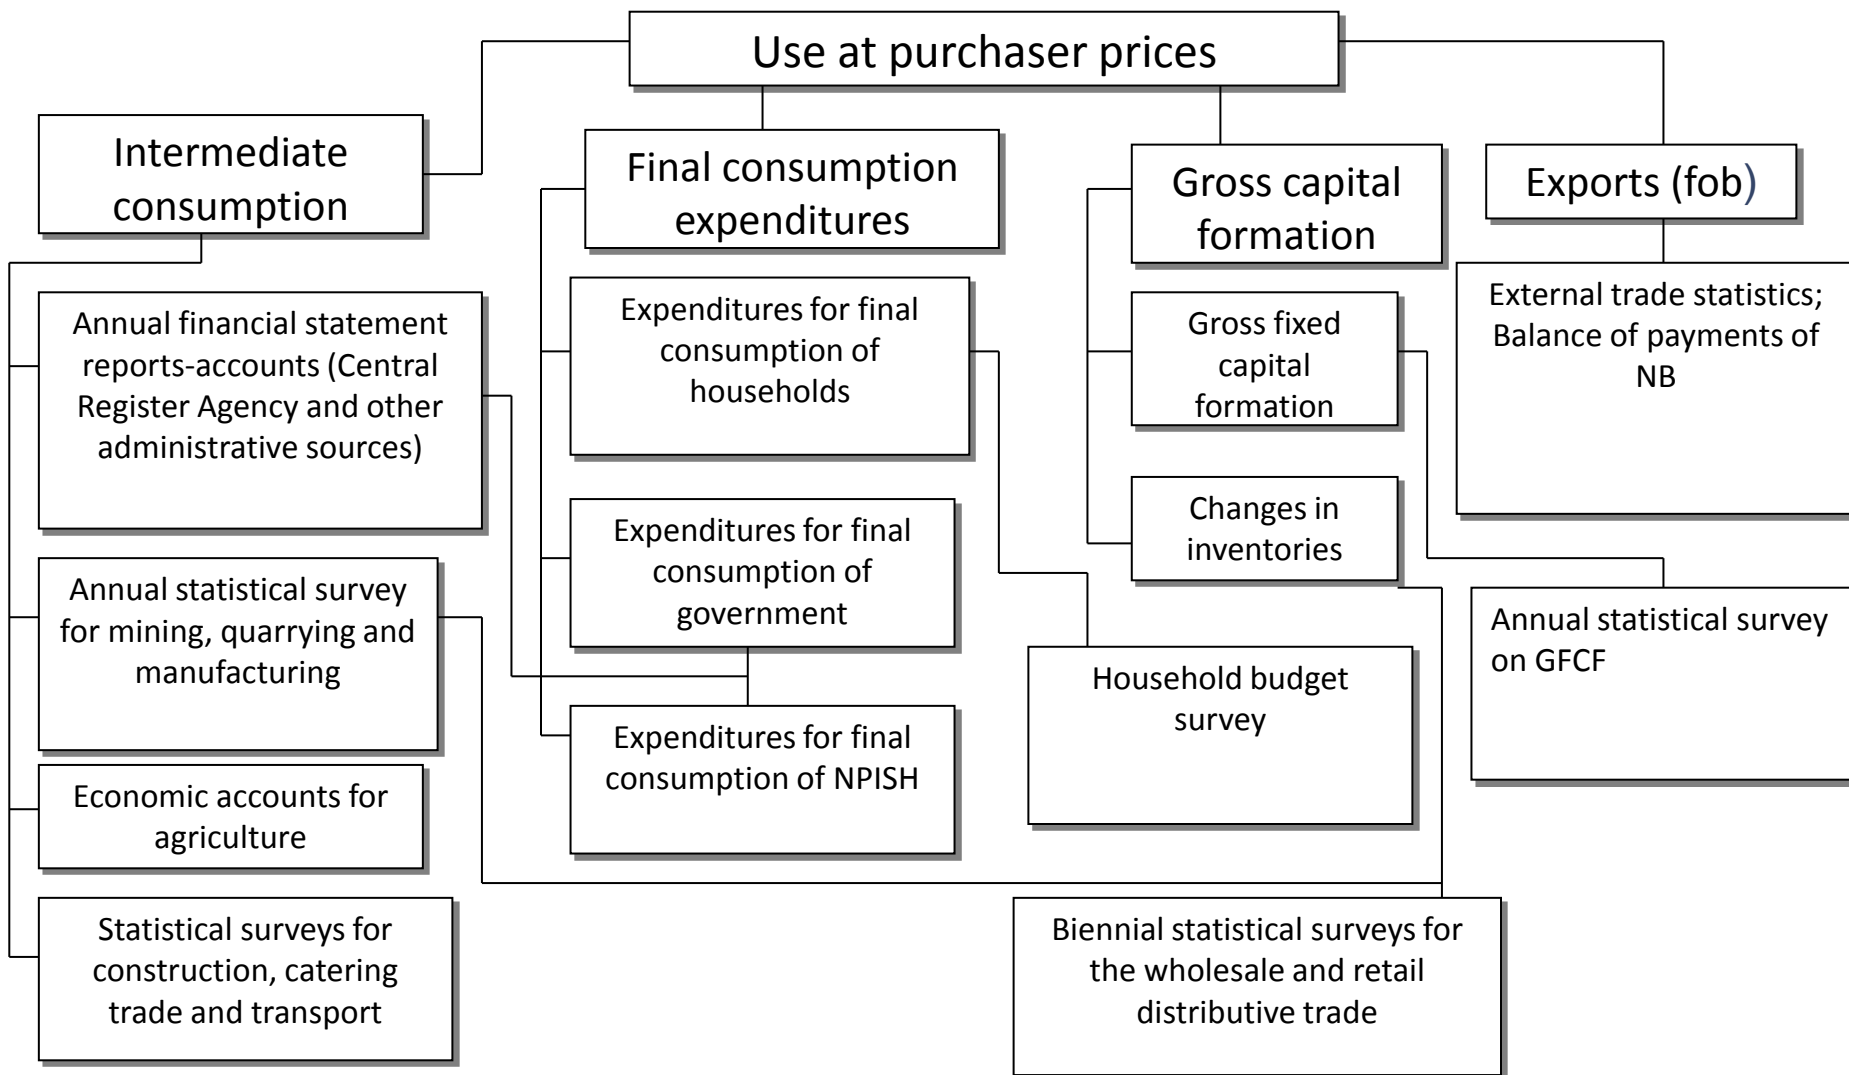 Use at purchaser prices
Intermediate
consumption
Final consumption
expenditures
Gross capital
formation
Exports (fob)
Annual financial statement
reports-accounts (Central
Register Agency and other
administrative sources)
Expenditures for final
consumption of
households
Gross fixed
capital
formation
External trade statistics;
Balance of payments of
NB
Annual statistical survey
for mining, quarrying and
manufacturing
Expenditures for final
consumption of
government
Changes in
inventories
Annual statistical survey
on GFCF
Household budget
survey
Expenditures for final
consumption of NPISH
Economic accounts for
agriculture
Statistical surveys for
construction, catering
trade and transport
Biennial statistical surveys for
the wholesale and retail
distributive trade